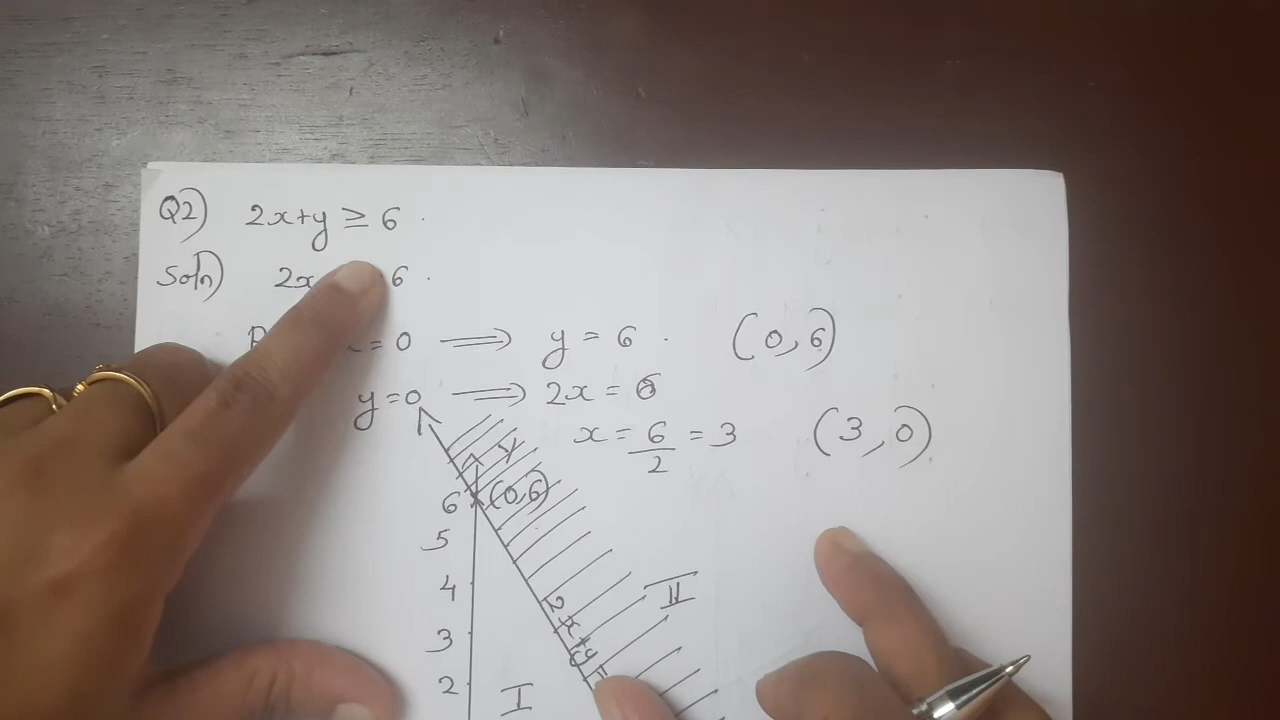 Q2) 2x+y ≥ 6 .
Soln) 2x 6 .
x=0 ⟹ y = 6 . (0,6)
y=0 ⟹ 2x = 6
x = 6/2 = 3 (3,0)
Y
6 (0,6)
5
4
3
2
2x+y=
I
II